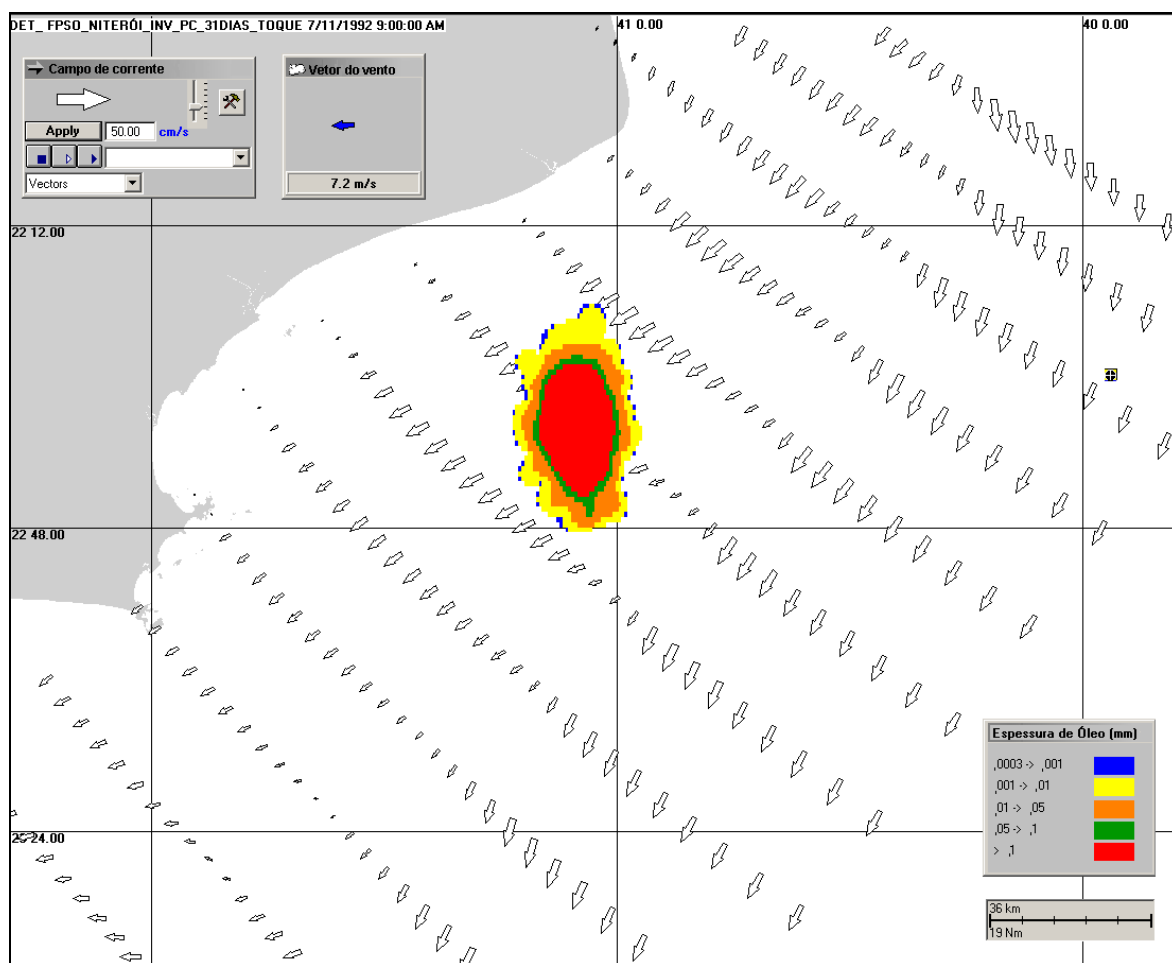 DET_ FPSO_NITERÓI_INV_PC_31DIAS_TOQUE 7/11/1992 9:00:00 AM
41 0.00
40 0.00
Campo de corrente
Apply
50.00
cm/s
Vectors
Vetor do vento
7.2 m/s
22 12.00
22 48.00
24.00
Espessura de Óleo (mm)
,0003 -> ,001
,001 -> ,01
,01 -> ,05
,05 -> ,1
> ,1
36 km
19 Nm